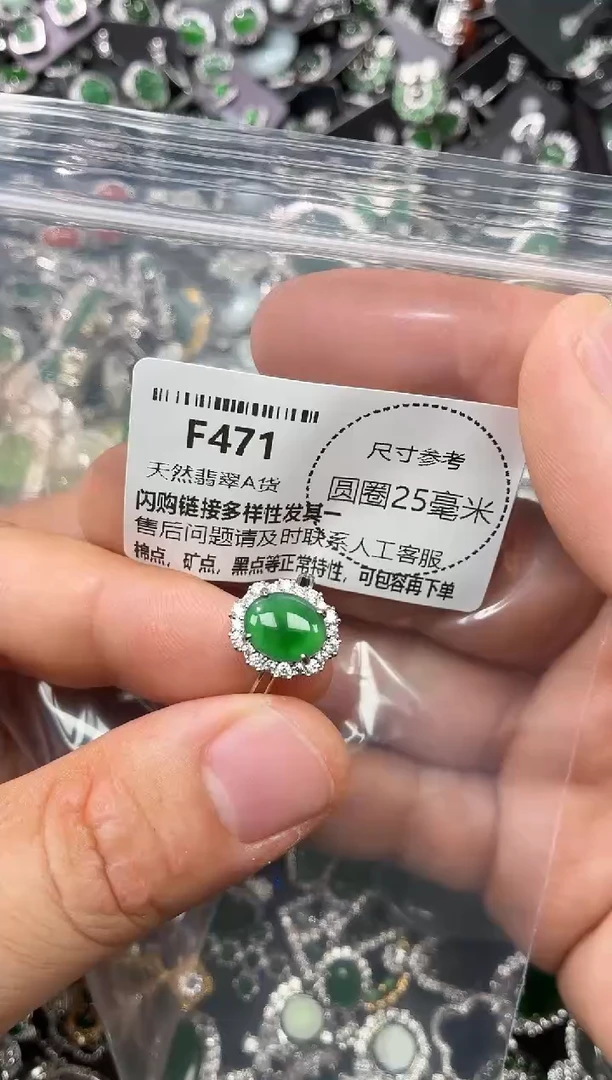 F471
尺寸参考
天然翡翠A货
圆圈25毫米
闪购链接多样性发其一
售后问题请及时联系人工客服
棉点，矿点，黑点等正常特性，可包容再下单